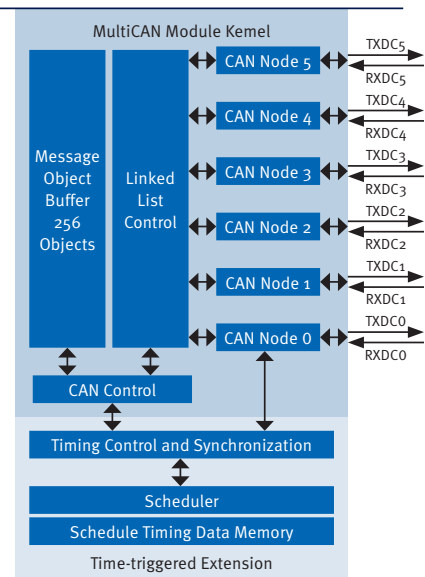 MultiCAN Module Kernel
Message
Object
Buffer
256
Objects
Linked
List
Control
CAN Node 5
TXDC5
RXDC5
CAN Node 4
TXDC4
RXDC4
CAN Node 3
TXDC3
RXDC3
CAN Node 2
TXDC2
RXDC2
CAN Node 1
TXDC1
RXDC1
CAN Node 0
TXDC0
RXDC0
CAN Control
Timing Control and Synchronization
Scheduler
Schedule Timing Data Memory
Time-triggered Extension